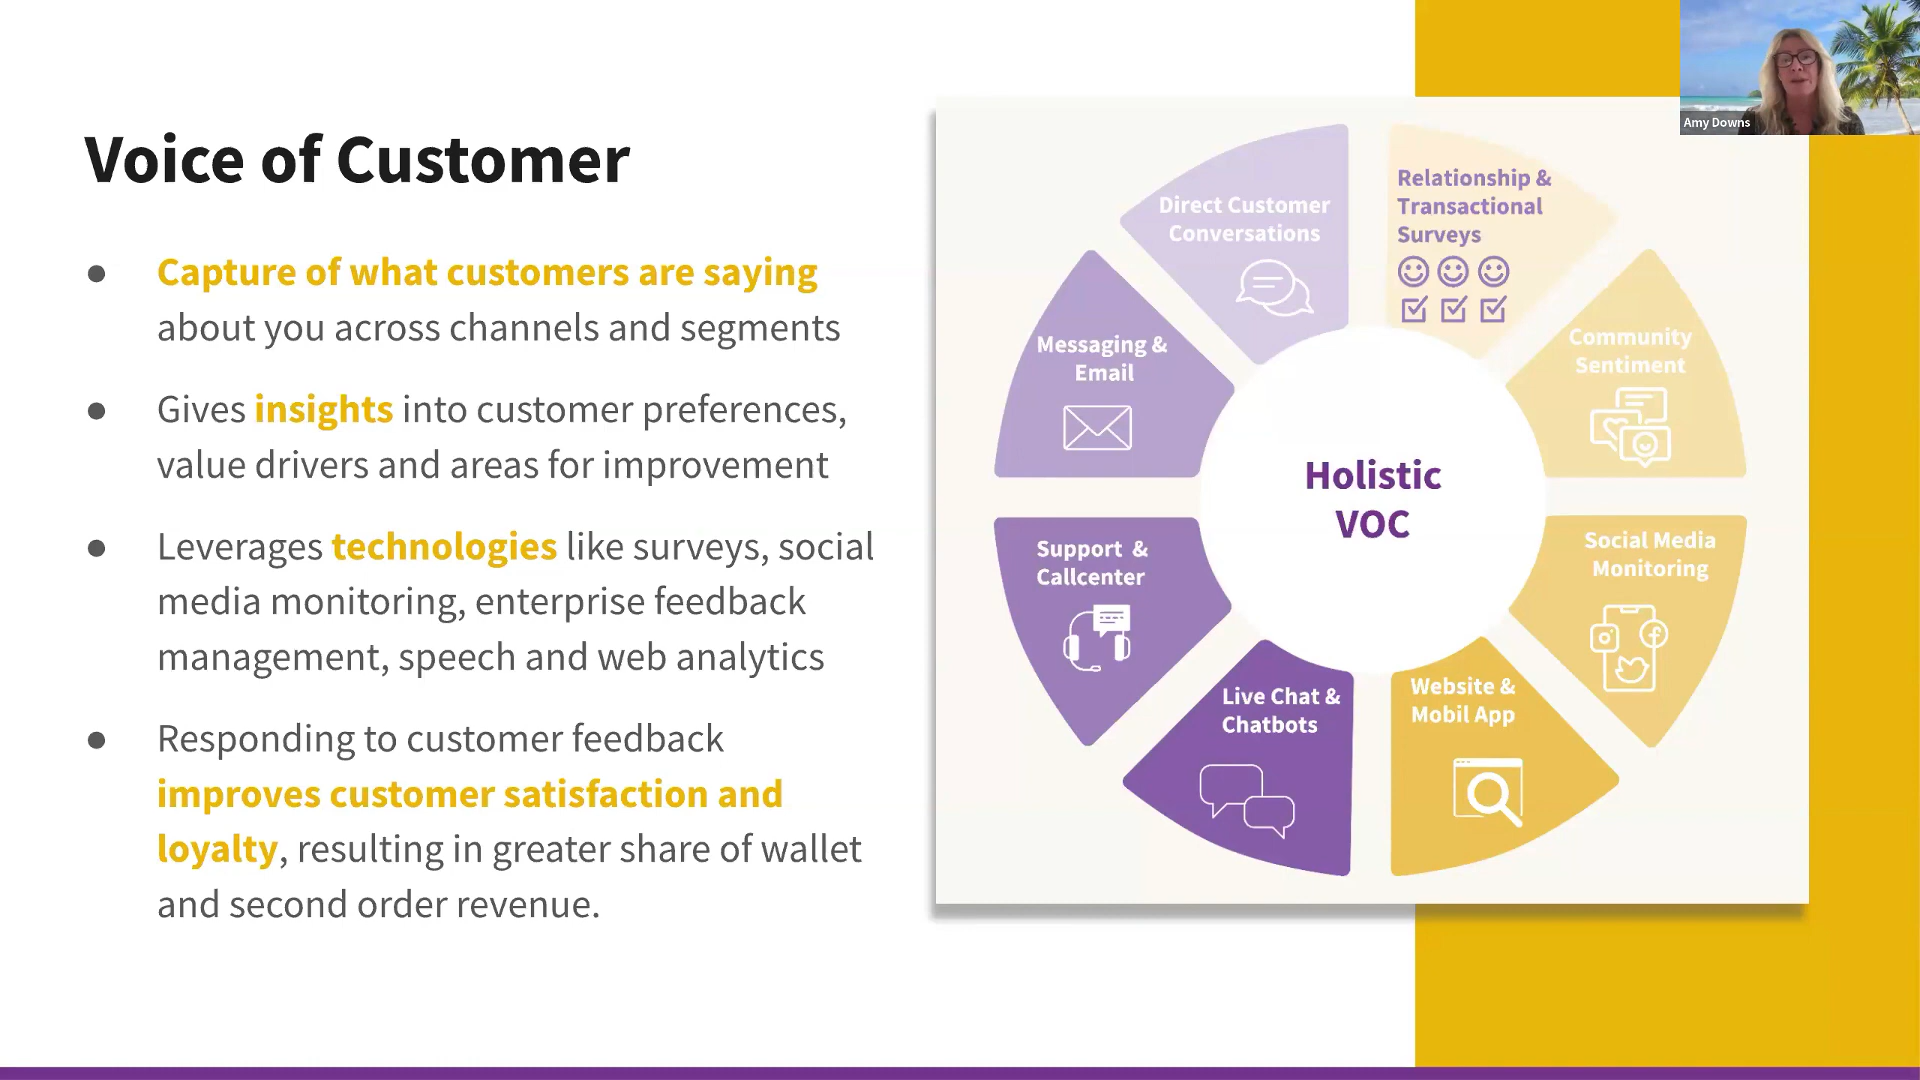 Voice of Customer
● Capture of what customers are saying
about you across channels and segments
● Gives insights into customer preferences,
value drivers and areas for improvement
● Leverages technologies like surveys, social
media monitoring, enterprise feedback
management, speech and web analytics
● Responding to customer feedback
improves customer satisfaction and
loyalty, resulting in greater share of wallet
and second order revenue.
Direct Customer
Conversations
Relationship &
Transactional
Surveys
Community
Sentiment
Social Media
Monitoring
Website &
Mobil App
Live Chat &
Chatbots
Support &
Callcenter
Messaging &
Email
Holistic
VOC
Amy Downs